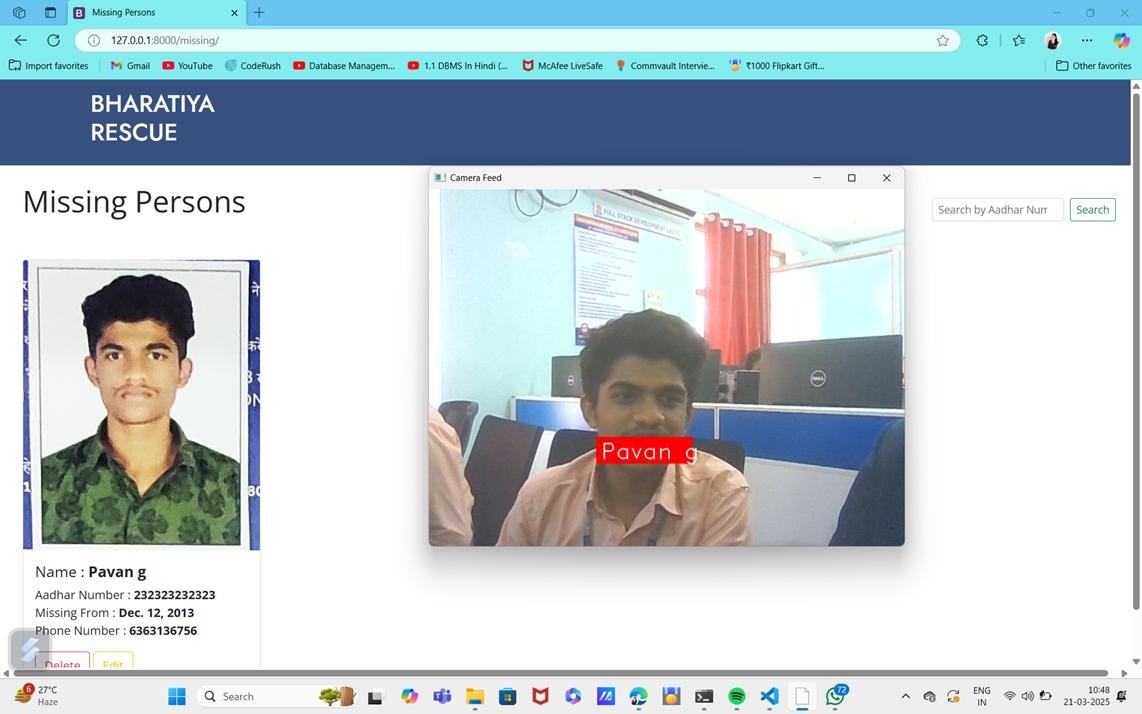 Missing Persons
127.0.0.1:8000/missing/
Import favorites
Gmail
YouTube
CodeRush
Database Managem...
1.1 DBMS In Hindi (...
McAfee LiveSafe
Commvault Intervie...
₹1000 Flipkart Gift...
Other favorites
BHARATIYA
RESCUE
Missing Persons
Search by Aadhar Num
Search
Camera Feed
FULL STACK DEVELOPMENT LAB
DELL
Pavan g
Name : Pavan g
Aadhar Number : 232323232323
Missing From : Dec. 12, 2013
Phone Number : 6363136756
Delete
Edit
6
27°C
Haze
Search
72
ENG
IN
10:48
21-03-2025